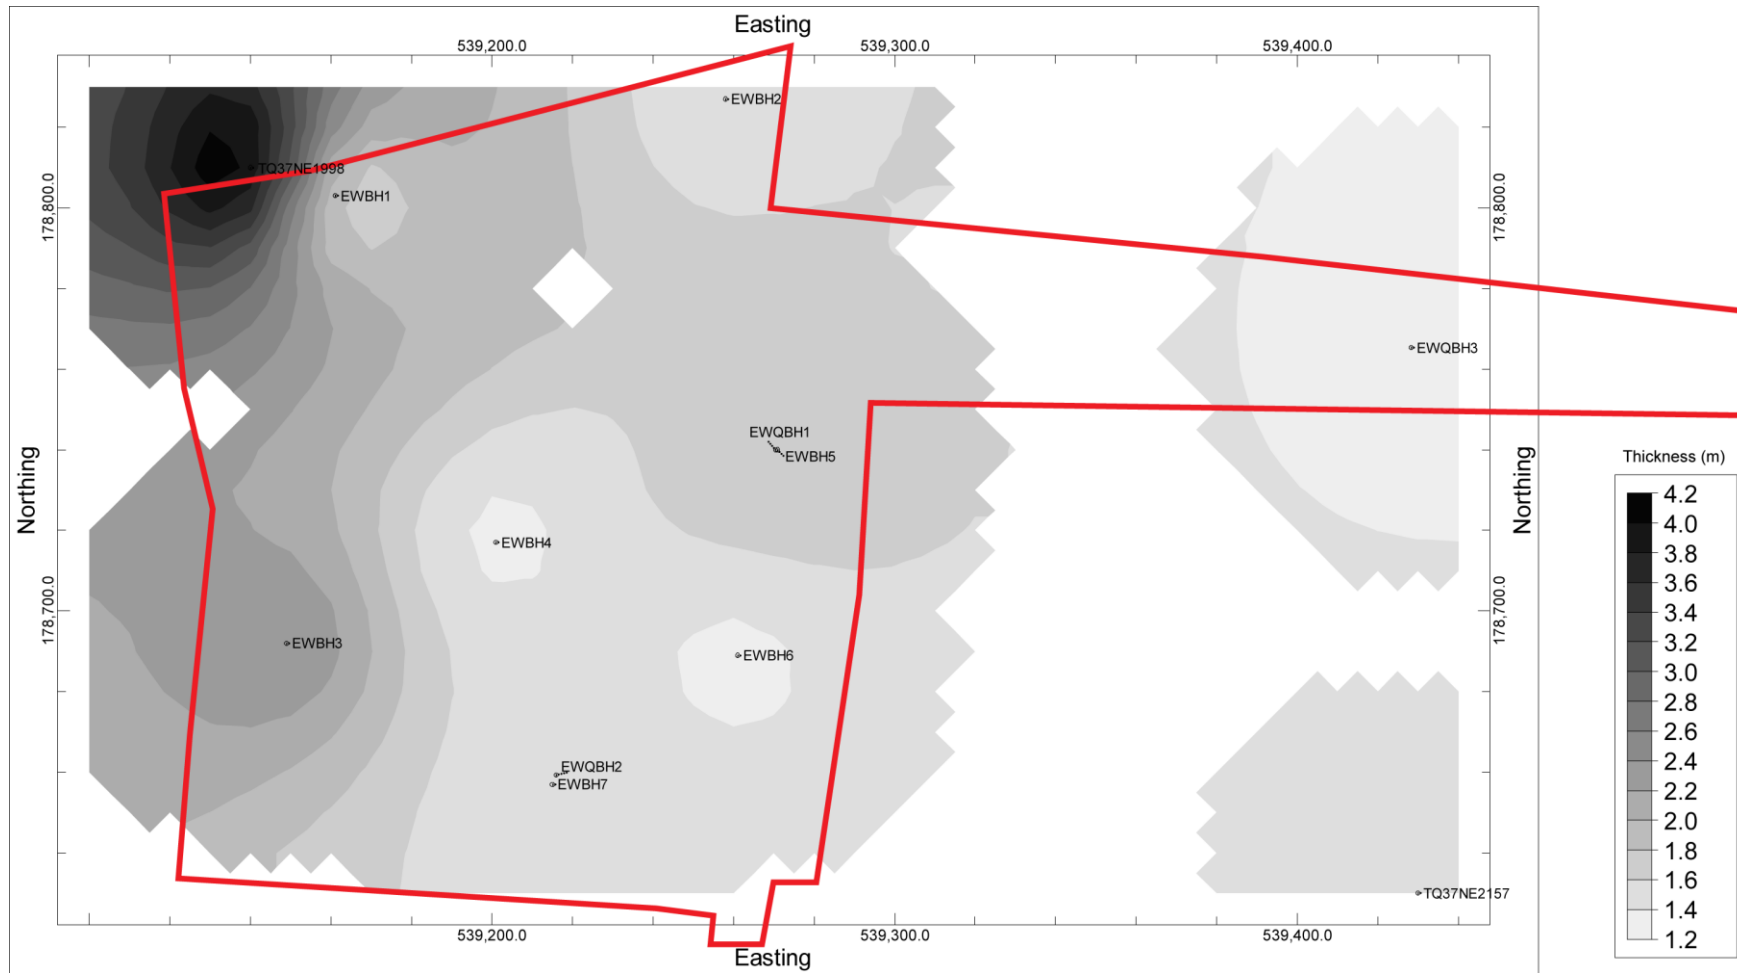 Easting
539,200.0
539,300.0
539,400.0
EWBH2
TQ37NE1998
EWBH1
178,800.0
178,800.0
EWQBH3
EWQBH1
EWBH5
Northing
Northing
EWBH4
178,700.0
178,700.0
EWBH3
EWBH6
EWQBH2
EWBH7
TQ37NE2157
539,200.0
539,300.0
539,400.0
Easting
Thickness (m)
4.2
4.0
3.8
3.6
3.4
3.2
3.0
2.8
2.6
2.4
2.2
2.0
1.8
1.6
1.4
1.2